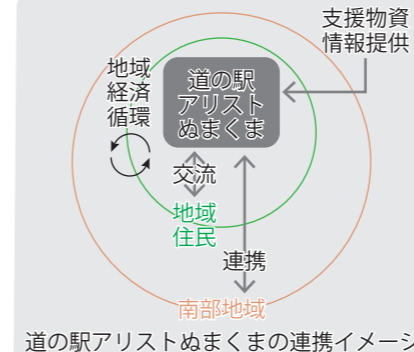 支援物資
情報提供
地域
経済
循環
道の駅
アリスト
ぬまくま
交流
地域
住民
連携
南部地域
道の駅アリストぬまくまの連携イメージ